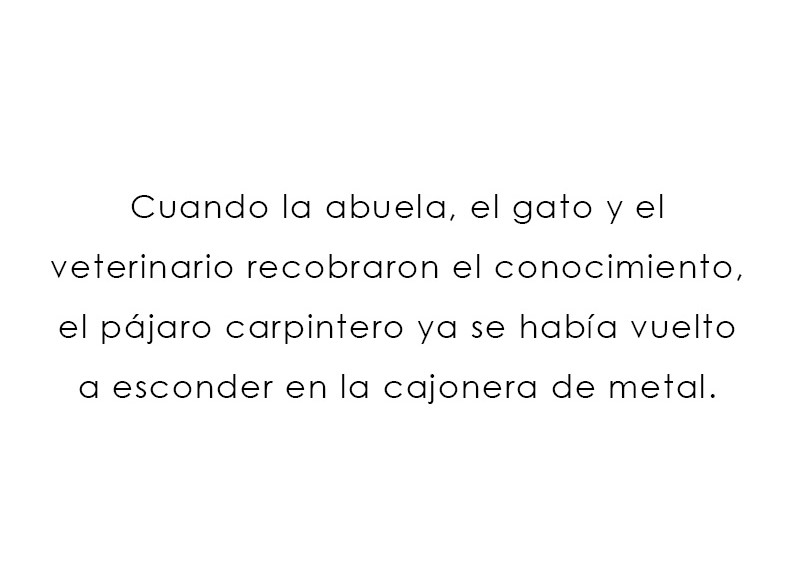 Cuando la abuela, el gato y el
veterinario recobraron el conocimiento,
el pájaro carpintero ya se había vuelto
a esconder en la cajonera de metal.